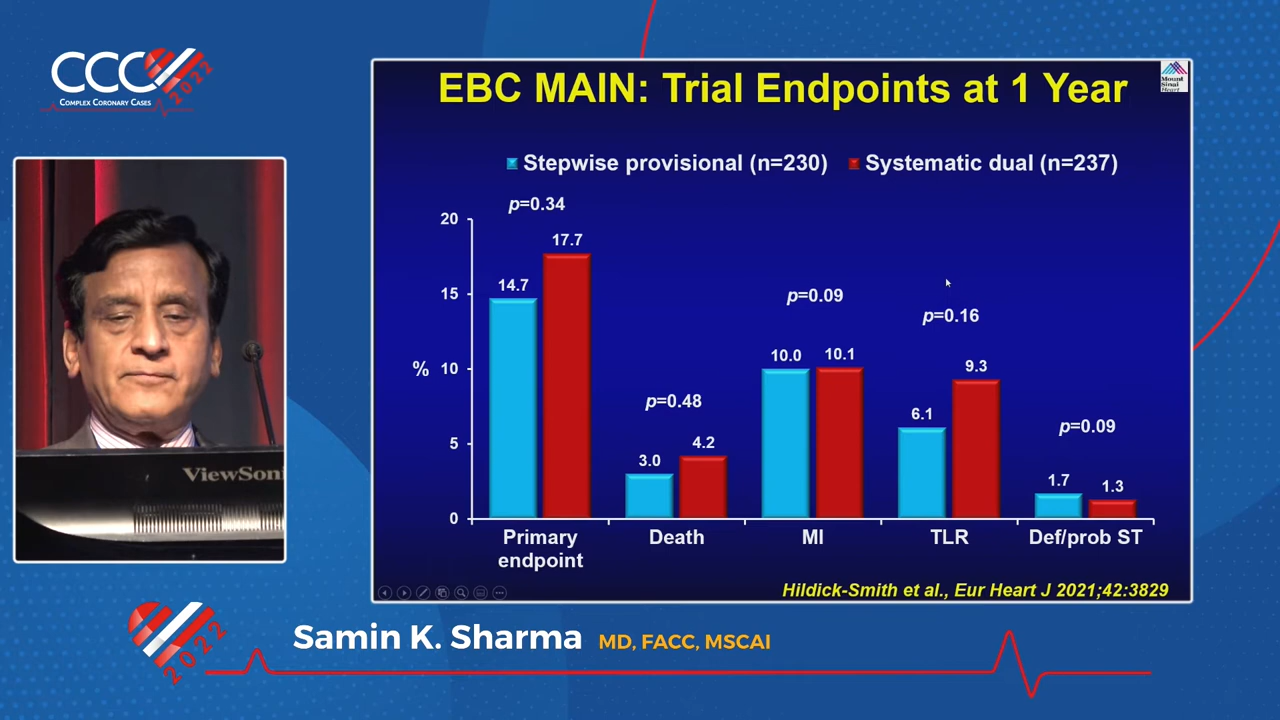 CCC 2022
COMPLEX CORONARY CASES
ViewSoni
EBC MAIN: Trial Endpoints at 1 Year
Mount
Sinai
Heart
Stepwise provisional (n=230) Systematic dual (n=237)
%
20
15
10
5
0
p=0.34
14.7
17.7
p=0.48
3.0
4.2
p=0.09
10.0
10.1
p=0.16
6.1
9.3
p=0.09
1.7
1.3
Primary
endpoint
Death
MI
TLR
Def/prob ST
Hildick-Smith et al., Eur Heart J 2021;42:3829
2022
Samin K. Sharma MD, FACC, MSCAI